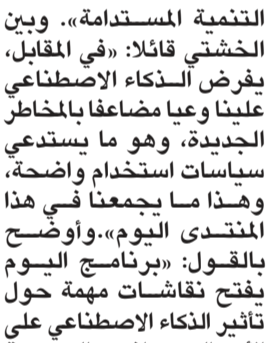 التنمية المستدامة». وبين
الخشتي قائلا: «في المقابل،
يفرض الذكاء الاصطناعي
علينا وعيا مضاعفا بالمخاطر
الجديدة، وهو ما يستدعي
سياسات استخدام واضحة،
وهذا ما يجمعنا في هذا
المنتدى اليوم».وأوضح
بالقول: «برنامج اليوم
يفتح نقاشات مهمة حول
تأثير الذكاء الاصطناعي على